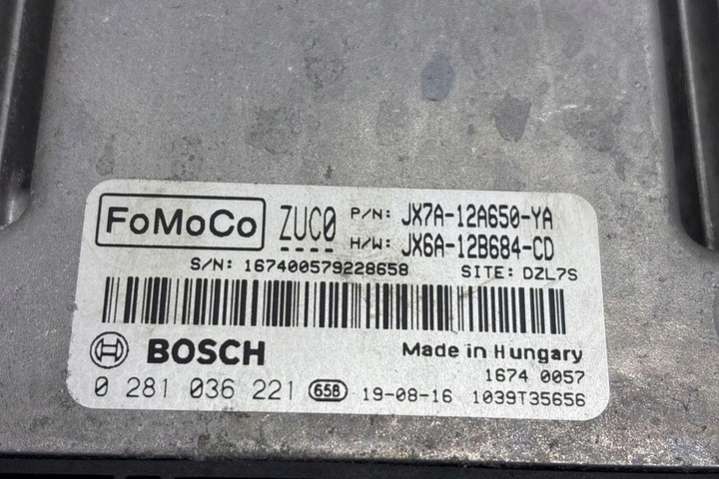 FoMoCo ZUC0 P/N: JX7A-12A650-YA
H/W: JX6A-12B684-CD
S/N: 167400579228658 SITE: DZL7S
BOSCH Made in Hungary
1674 0057
0 281 036 221 658 19-08-16 1039T35656